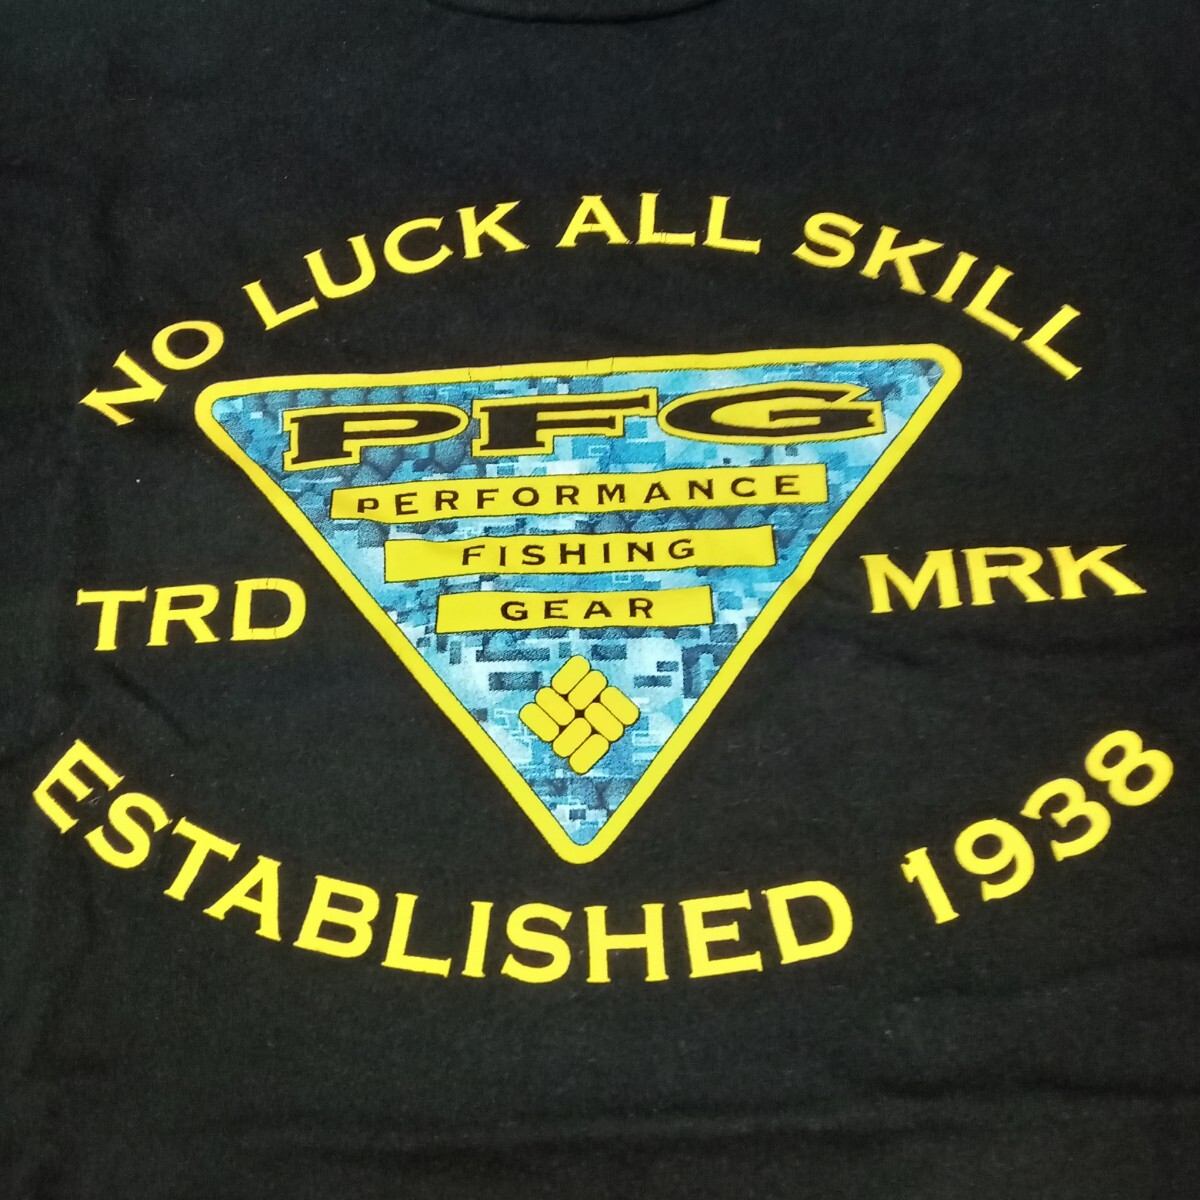 NO LUCK ALL SKILL
PFG
PERFORMANCE
FISHING
GEAR
TRD MRK
ESTABLISHED 1938